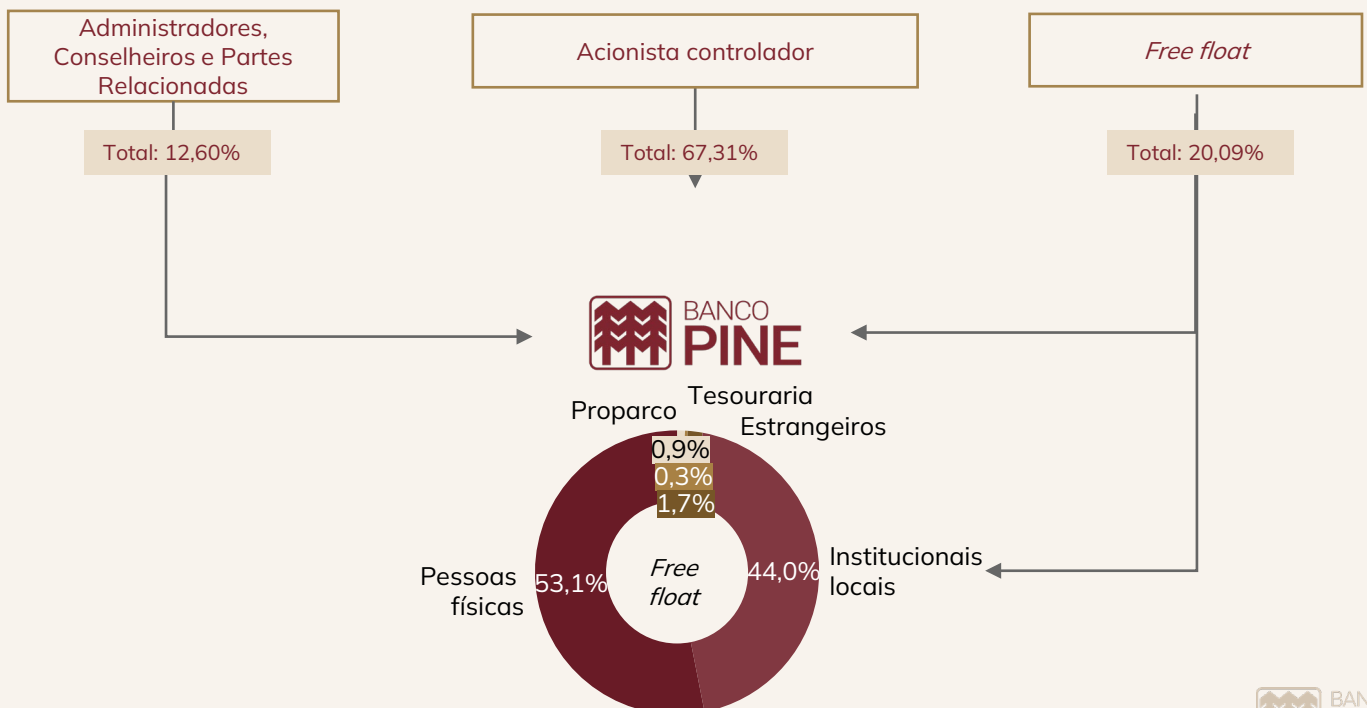 Administradores,
Conselheiros e Partes
Relacionadas
Acionista controlador
Free float
Total: 12,60%
Total: 67,31%
Total: 20,09%
BANCO
PINE
Proparco
Tesouraria
Estrangeiros
0,9%
0,3%
1,7%
Pessoas
físicas
53,1%
Free
float
44,0%
Institucionais
locais